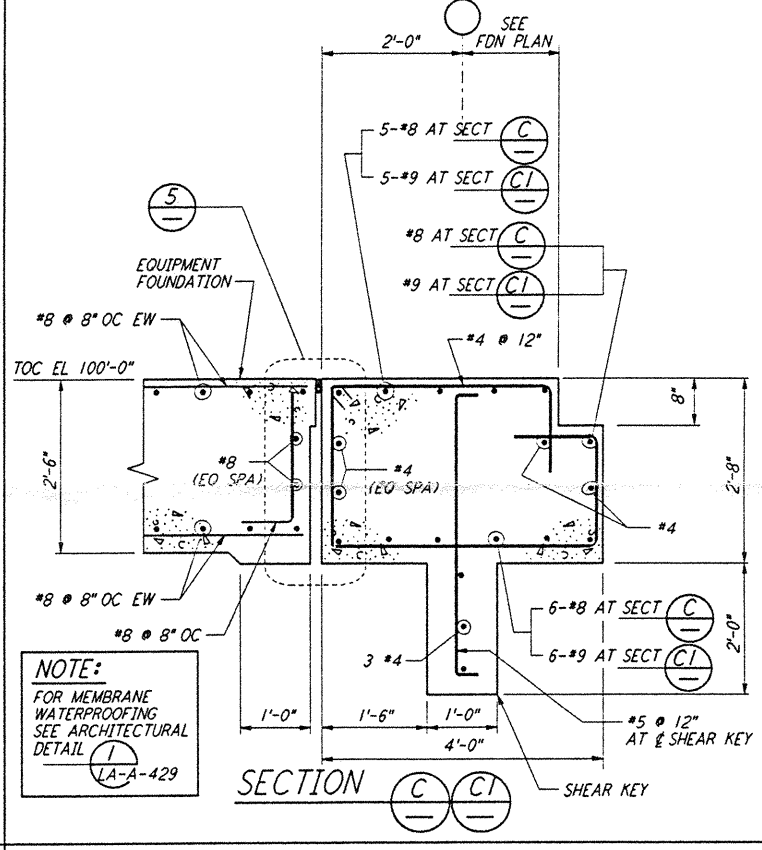 SEE
FDN PLAN
2'-0"
5-#8 AT SECT C
5-#9 AT SECT C1
5
#8 AT SECT C
#9 AT SECT C1
EQUIPMENT
FOUNDATION
#8 @ 8" OC EW
#4 @ 12"
TOC EL 100'-0"
8"
2'-6"
#8
(EQ SPA)
#4
(EQ SPA)
2'-8"
#4
#8 @ 8" OC EW
#8 @ 8" OC
6-#8 AT SECT C
6-#9 AT SECT C1
2'-0"
3 #4
NOTE:
FOR MEMBRANE
WATERPROOFING
SEE ARCHITECTURAL
DETAIL 1
LA-A-429
1'-0"
1'-6"
1'-0"
#5 @ 12"
AT ℄ SHEAR KEY
4'-0"
SHEAR KEY
SECTION C C1